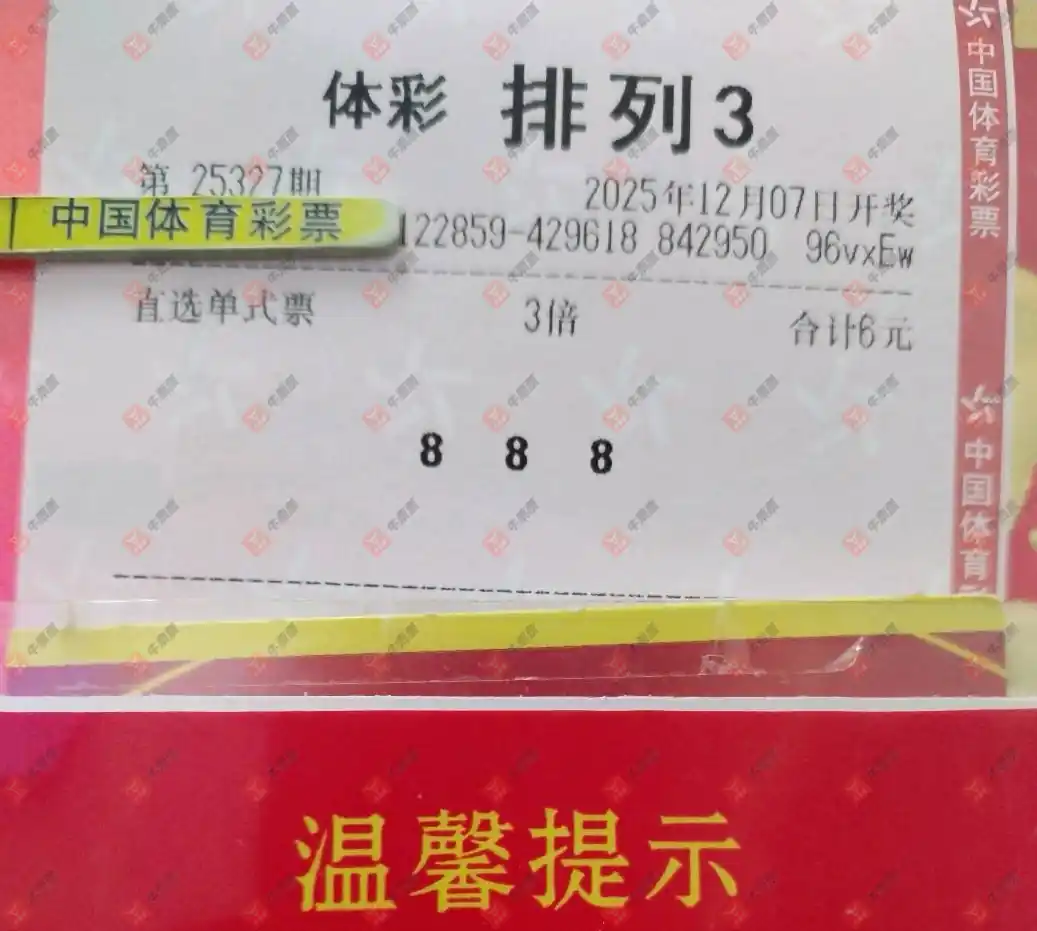 体彩 排列3
第 25327期 2025年12月07日开奖
中国体育彩票
122859-429618 842950 96vxEw
直选单式票 3倍 合计6元
8 8 8
中国体育彩票
中国体育
温馨提示
牛鼎票